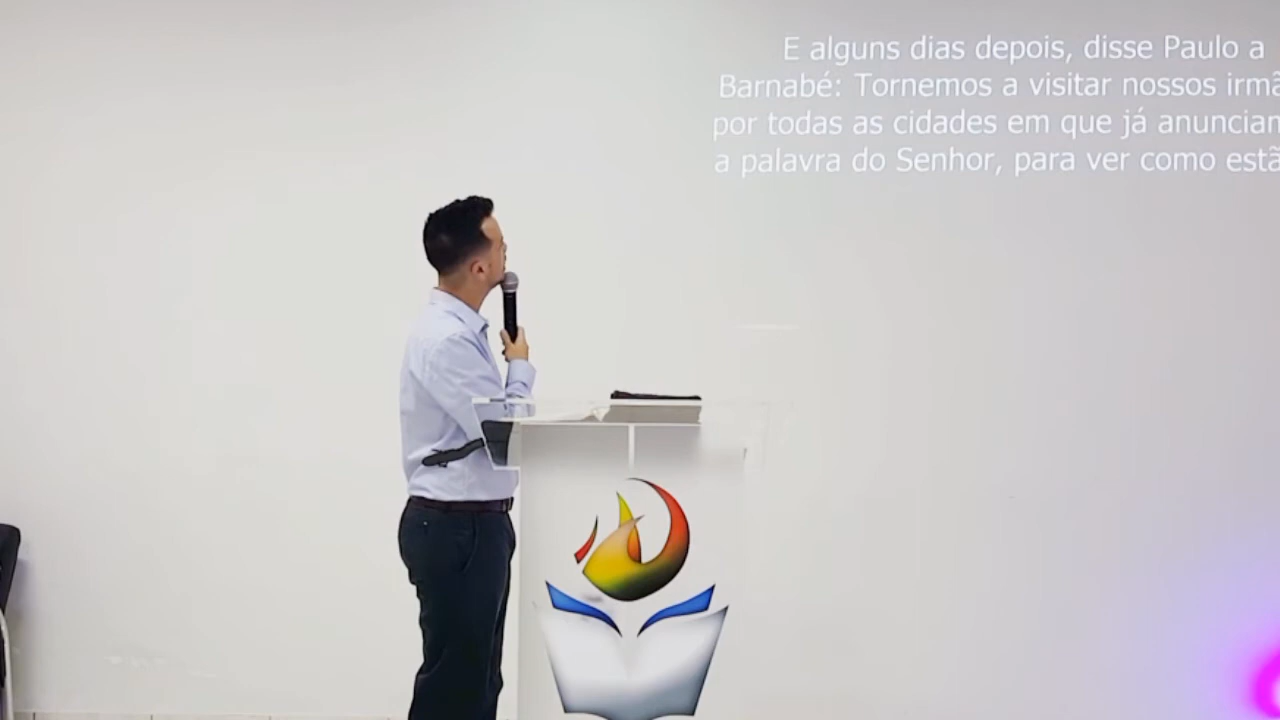 E alguns dias depois, disse Paulo a
Barnabé: Tornemos a visitar nossos
por todas as cidades em que já
a palavra do Senhor, para ver como